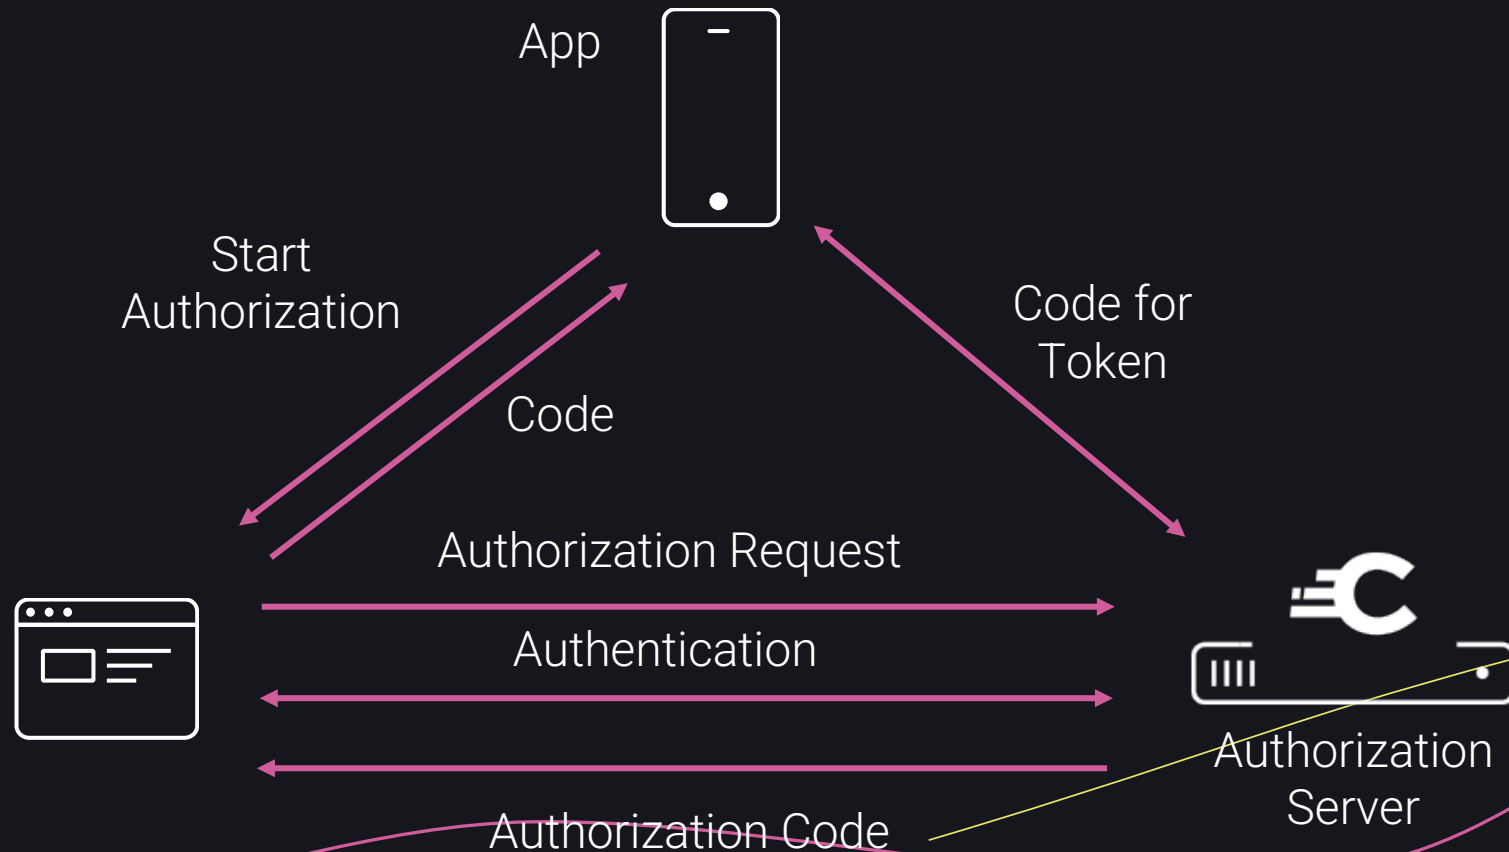 App
Start
Authorization
Code for
Token
Code
Authorization Request
Authentication
Authorization
Server
Authorization Code